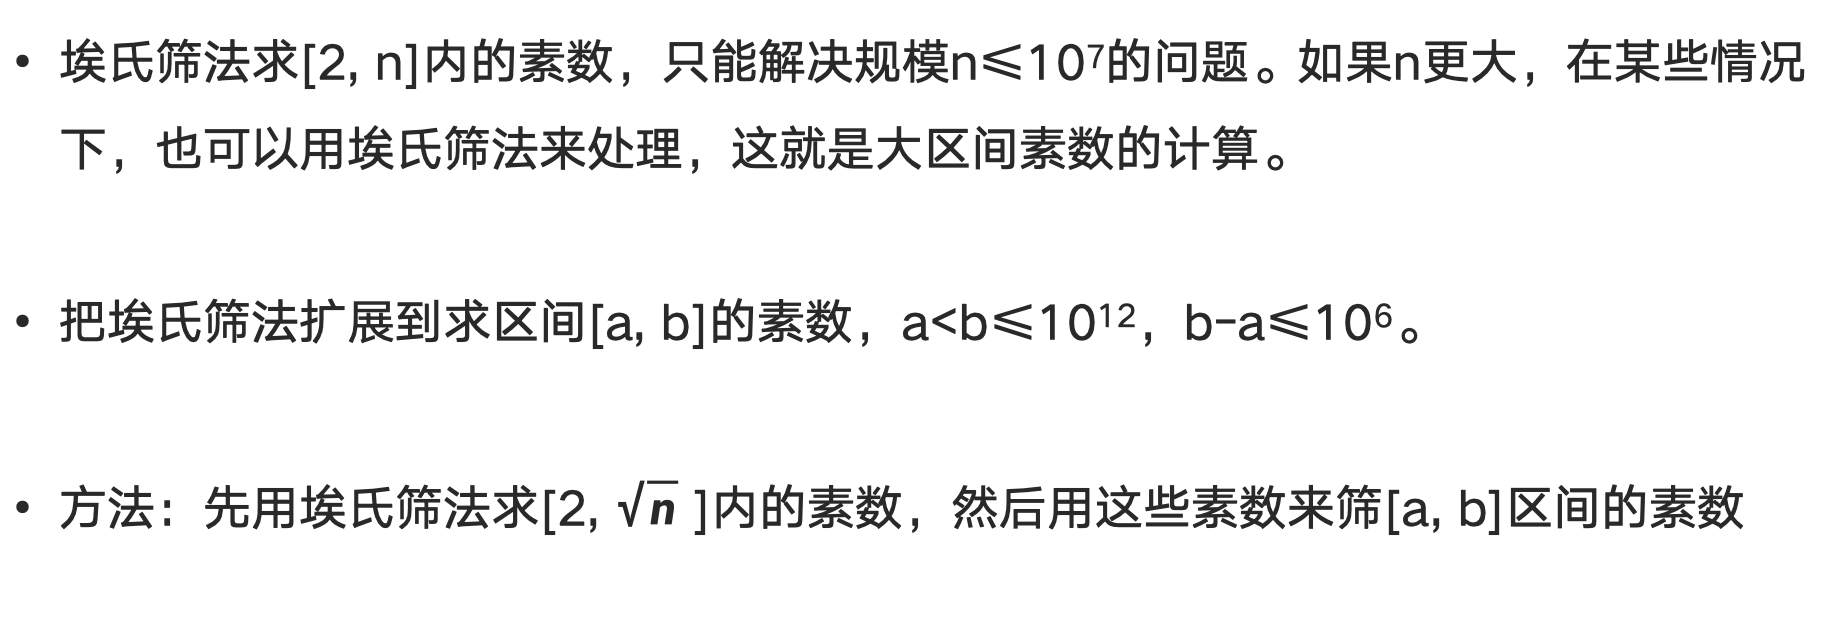 • 埃氏筛法求[2, n]内的素数，只能解决规模n⩽10⁷的问题。如果n更大，在某些情况
下，也可以用埃氏筛法来处理，这就是大区间素数的计算。
• 把埃氏筛法扩展到求区间[a, b]的素数，a<b⩽10¹²，b-a⩽10⁶。
• 方法：先用埃氏筛法求[2, √n ]内的素数，然后用这些素数来筛[a, b]区间的素数